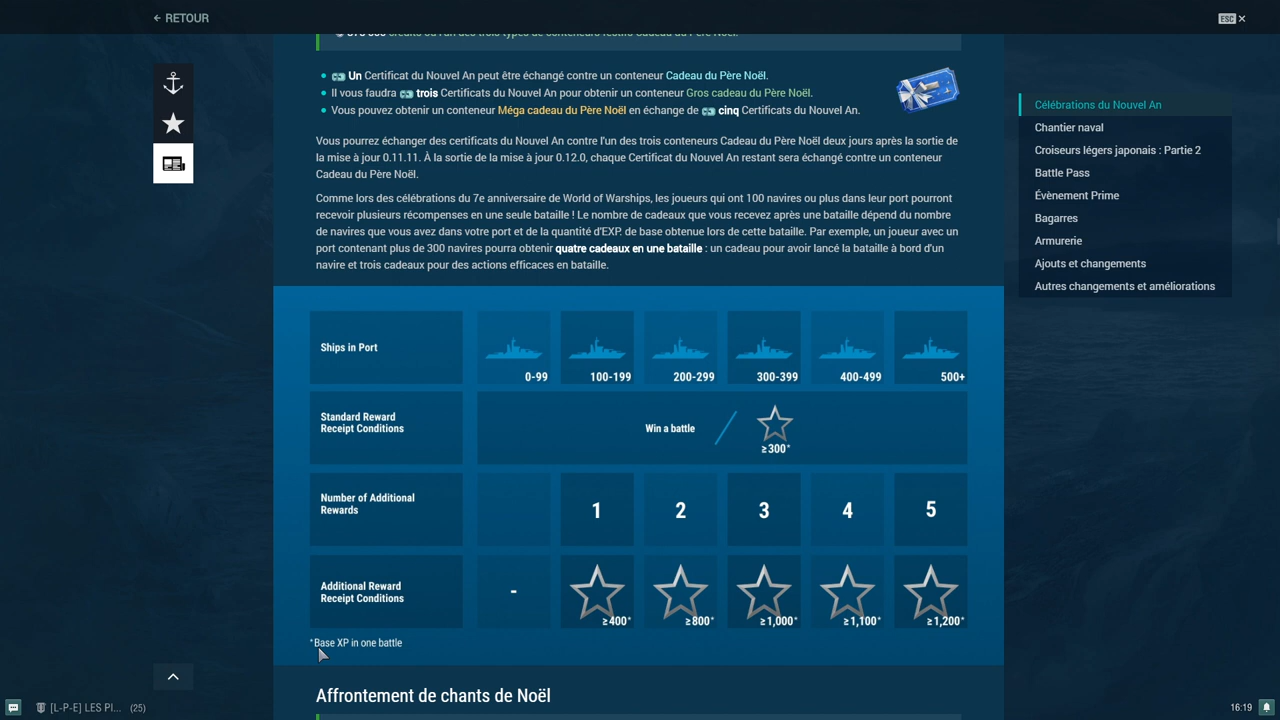 ← RETOUR
ESC ×
375 000 crédits ou l'un des trois types de conteneurs festifs Cadeau du Père Noël.
Un Certificat du Nouvel An peut être échangé contre un conteneur Cadeau du Père Noël.
Il vous faudra trois Certificats du Nouvel An pour obtenir un conteneur Gros cadeau du Père Noël.
Vous pouvez obtenir un conteneur Méga cadeau du Père Noël en échange de cinq Certificats du Nouvel An.
Vous pourrez échanger des certificats du Nouvel An contre l'un des trois conteneurs Cadeau du Père Noël deux jours après la sortie de
la mise à jour 0.11.11. À la sortie de la mise à jour 0.12.0, chaque Certificat du Nouvel An restant sera échangé contre un conteneur
Cadeau du Père Noël.
Comme lors des célébrations du 7e anniversaire de World of Warships, les joueurs qui ont 100 navires ou plus dans leur port pourront
recevoir plusieurs récompenses en une seule bataille ! Le nombre de cadeaux que vous recevez après une bataille dépend du nombre
de navires que vous avez dans votre port et de la quantité d'EXP. de base obtenue lors de cette bataille. Par exemple, un joueur avec un
port contenant plus de 300 navires pourra obtenir quatre cadeaux en une bataille : un cadeau pour avoir lancé la bataille à bord d'un
navire et trois cadeaux pour des actions efficaces en bataille.
Célébrations du Nouvel An
Chantier naval
Croiseurs légers japonais : Partie 2
Battle Pass
Évènement Prime
Bagarres
Armurerie
Ajouts et changements
Autres changements et améliorations
Ships in Port
0-99
100-199
200-299
300-399
400-499
500+
Standard Reward
Receipt Conditions
Win a battle
≥300*
Number of Additional
Rewards
1
2
3
4
5
Additional Reward
Receipt Conditions
-
≥400*
≥800*
≥1,000*
≥1,100*
≥1,200*
*Base XP in one battle
Affrontement de chants de Noël
[L-P-E] LES PI... (25)
16:19